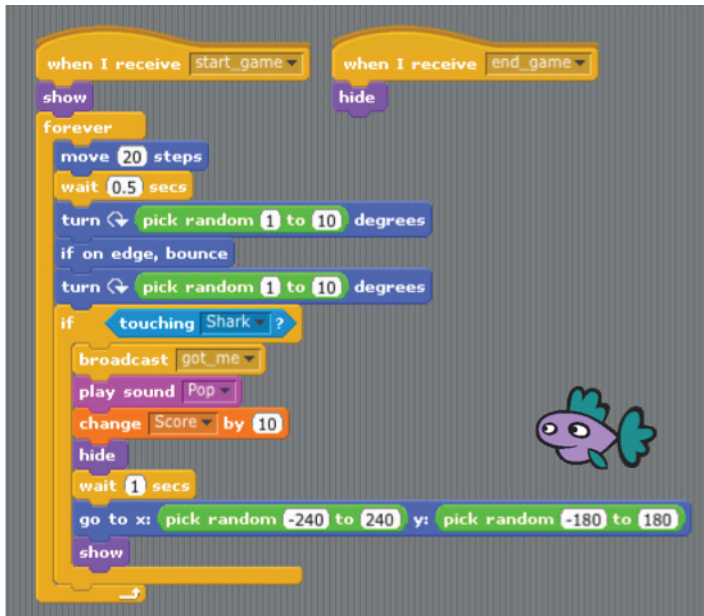 when I receive start_game
show
forever
move 20 steps
wait 0.5 secs
turn pick random 1 to 10 degrees
if on edge, bounce
turn pick random 1 to 10 degrees
if touching Shark ?
broadcast got_me
play sound Pop
change Score by 10
hide
wait 1 secs
go to x: pick random -240 to 240 y: pick random -180 to 180
show
when I receive end_game
hide